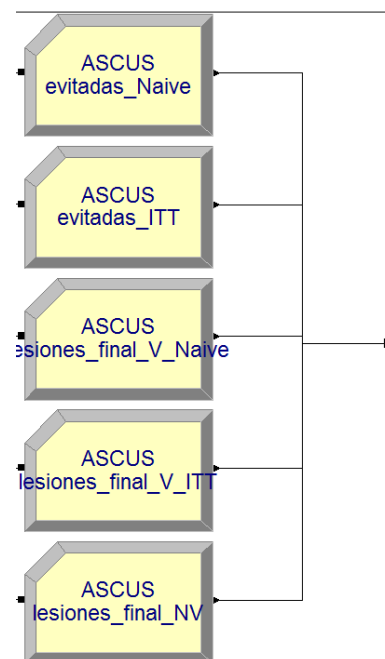 ASCUS
evitadas_Naive
ASCUS
evitadas_ITT
ASCUS
esiones_final_V_Naive
ASCUS
lesiones_final_V_ITT
ASCUS
lesiones_final_NV